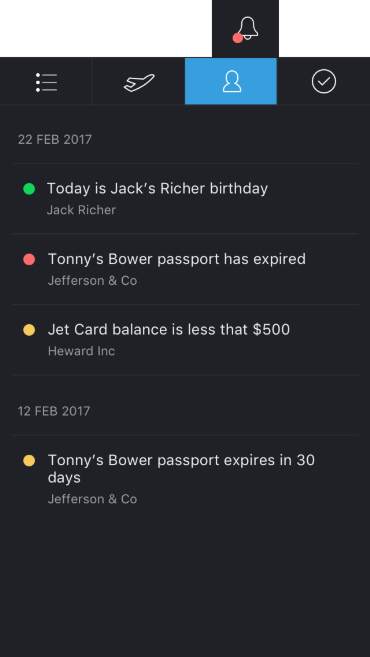 22 FEB 2017
Today is Jack’s Richer birthday
Jack Richer
Tonny’s Bower passport has expired
Jefferson & Co
Jet Card balance is less that $500
Heward Inc
12 FEB 2017
Tonny’s Bower passport expires in 30
days
Jefferson & Co